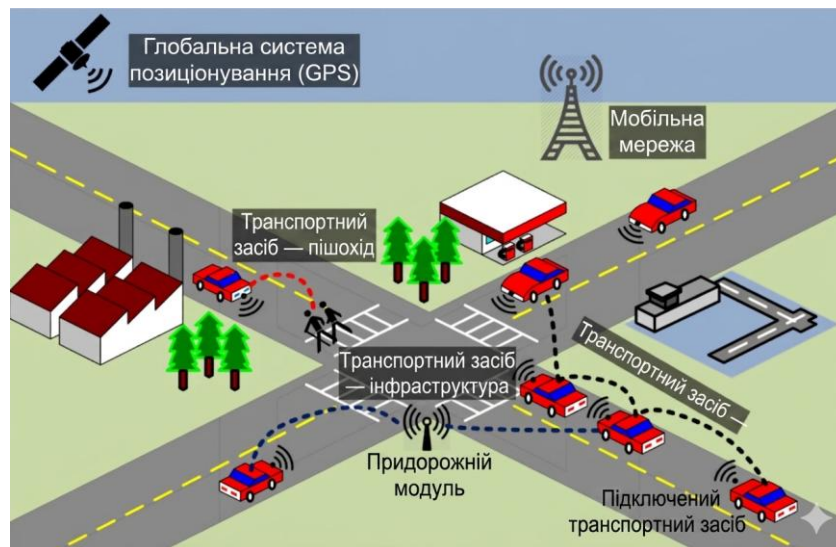 Глобальна система
позиціонування (GPS)
Мобільна
мережа
Транспортний
засіб — пішохід
Транспортний засіб
— інфраструктура
Транспортний засіб —
Придорожній
модуль
Підключений
транспортний засіб